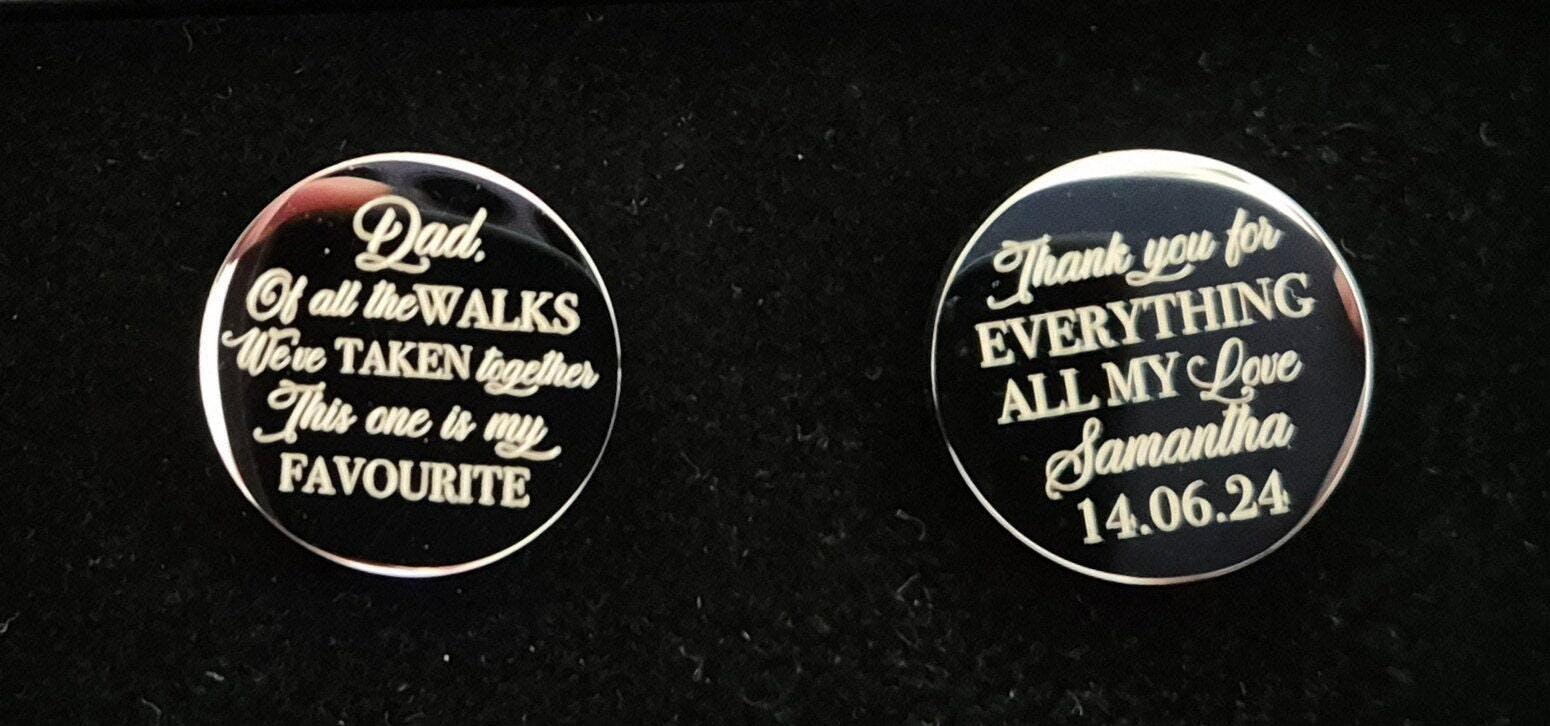 Dad,
Of all the WALKS
We've TAKEN together
This one is my
FAVOURITE
Thank you for
EVERYTHING
ALL MY Love
Samantha
14.06.24